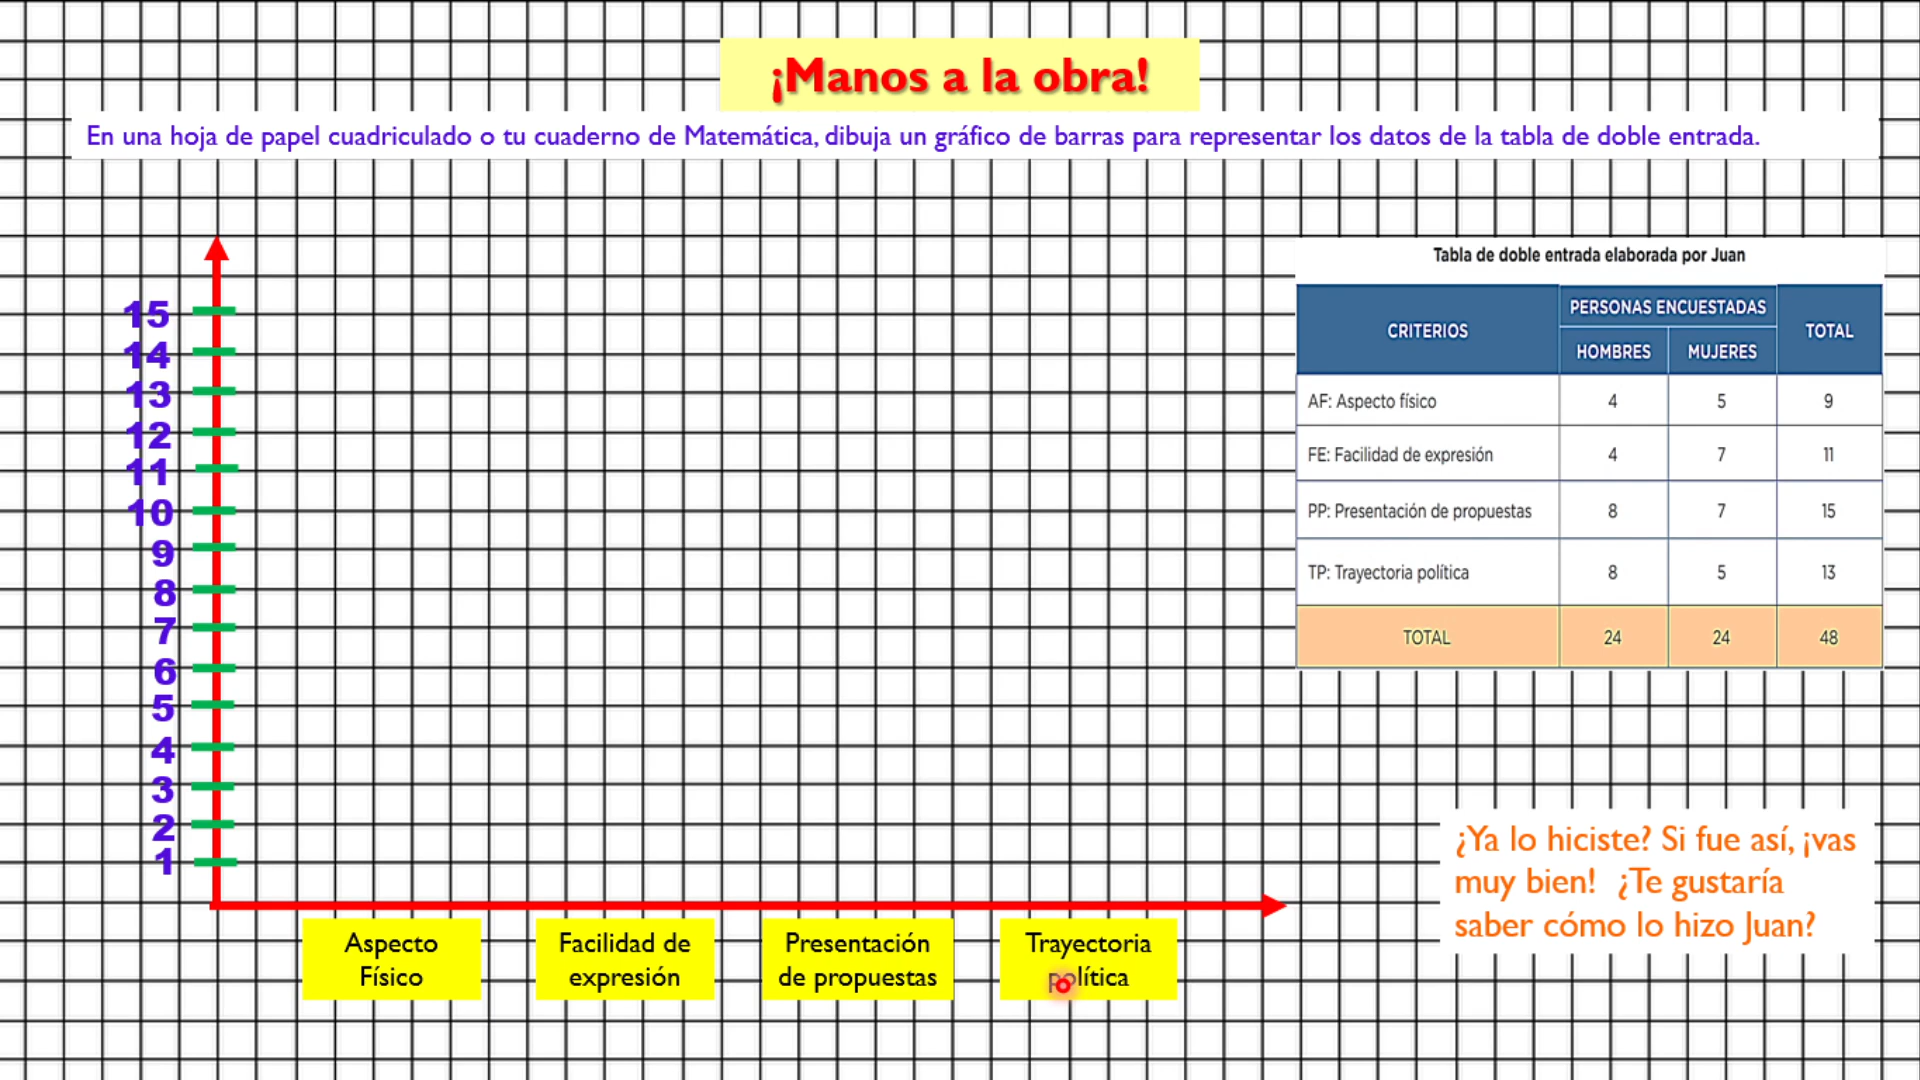 ¡Manos a la obra!
En una hoja de papel cuadriculado o tu cuaderno de Matemática, dibuja un gráfico de barras para representar los datos de la tabla de doble entrada.
15
14
13
12
11
10
9
8
7
6
5
4
3
2
1
Aspecto
Físico
Facilidad de
expresión
Presentación
de propuestas
Trayectoria
política
Tabla de doble entrada elaborada por Juan
CRITERIOS PERSONAS ENCUESTADAS TOTAL
HOMBRES MUJERES
AF: Aspecto físico 4 5 9
FE: Facilidad de expresión 4 7 11
PP: Presentación de propuestas 8 7 15
TP: Trayectoria política 8 5 13
TOTAL 24 24 48
¿Ya lo hiciste? Si fue así, ¡vas
muy bien! ¿Te gustaría
saber cómo lo hizo Juan?